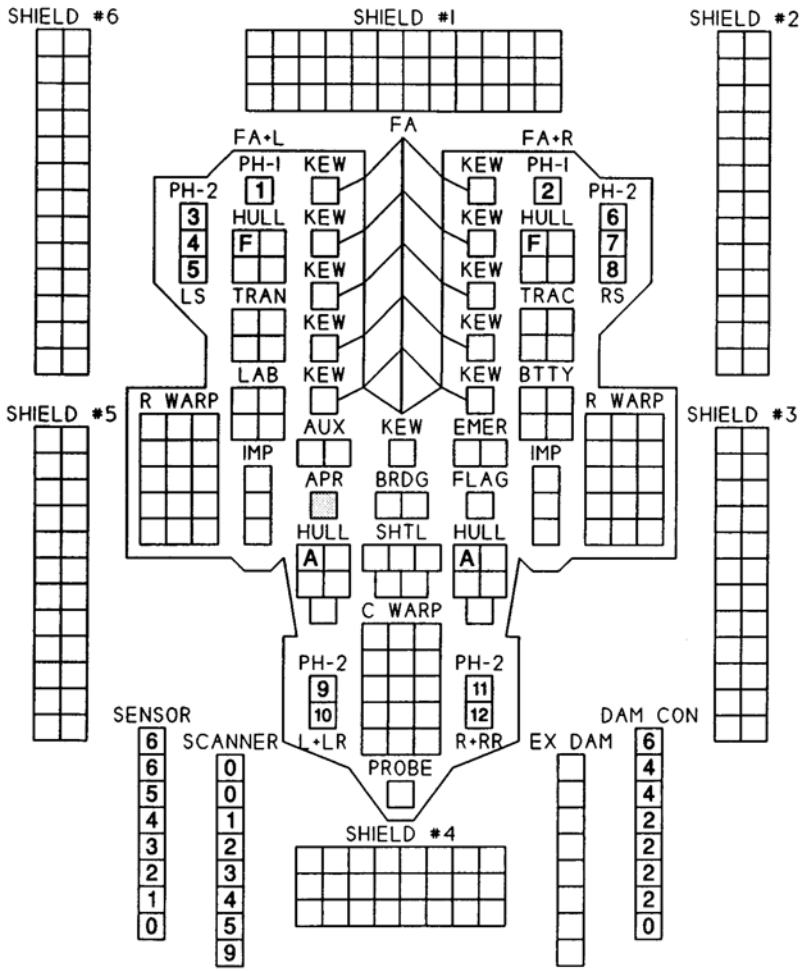 SHIELD #6 SHIELD #1 SHIELD #2
FA
FA+L FA+R
PH-1 KEW KEW PH-1
PH-2 1 2 PH-2
3 HULL KEW KEW HULL 6
4 F F 7
5 KEW KEW 8
LS TRAN TRAC RS
KEW KEW
LAB KEW KEW BTTY
SHIELD #5 R WARP R WARP SHIELD #3
AUX KEW EMER
IMP IMP
APR BRDG FLAG
HULL SHTL HULL
A A
C WARP
PH-2 PH-2
9 11
10 12
L+LR R+RR
SENSOR DAM CON
6 SCANNER EX DAM 6
6 0 PROBE 4
5 0 4
4 1 2
3 2 SHIELD #4 2
2 3 2
1 4 2
0 5 0
9